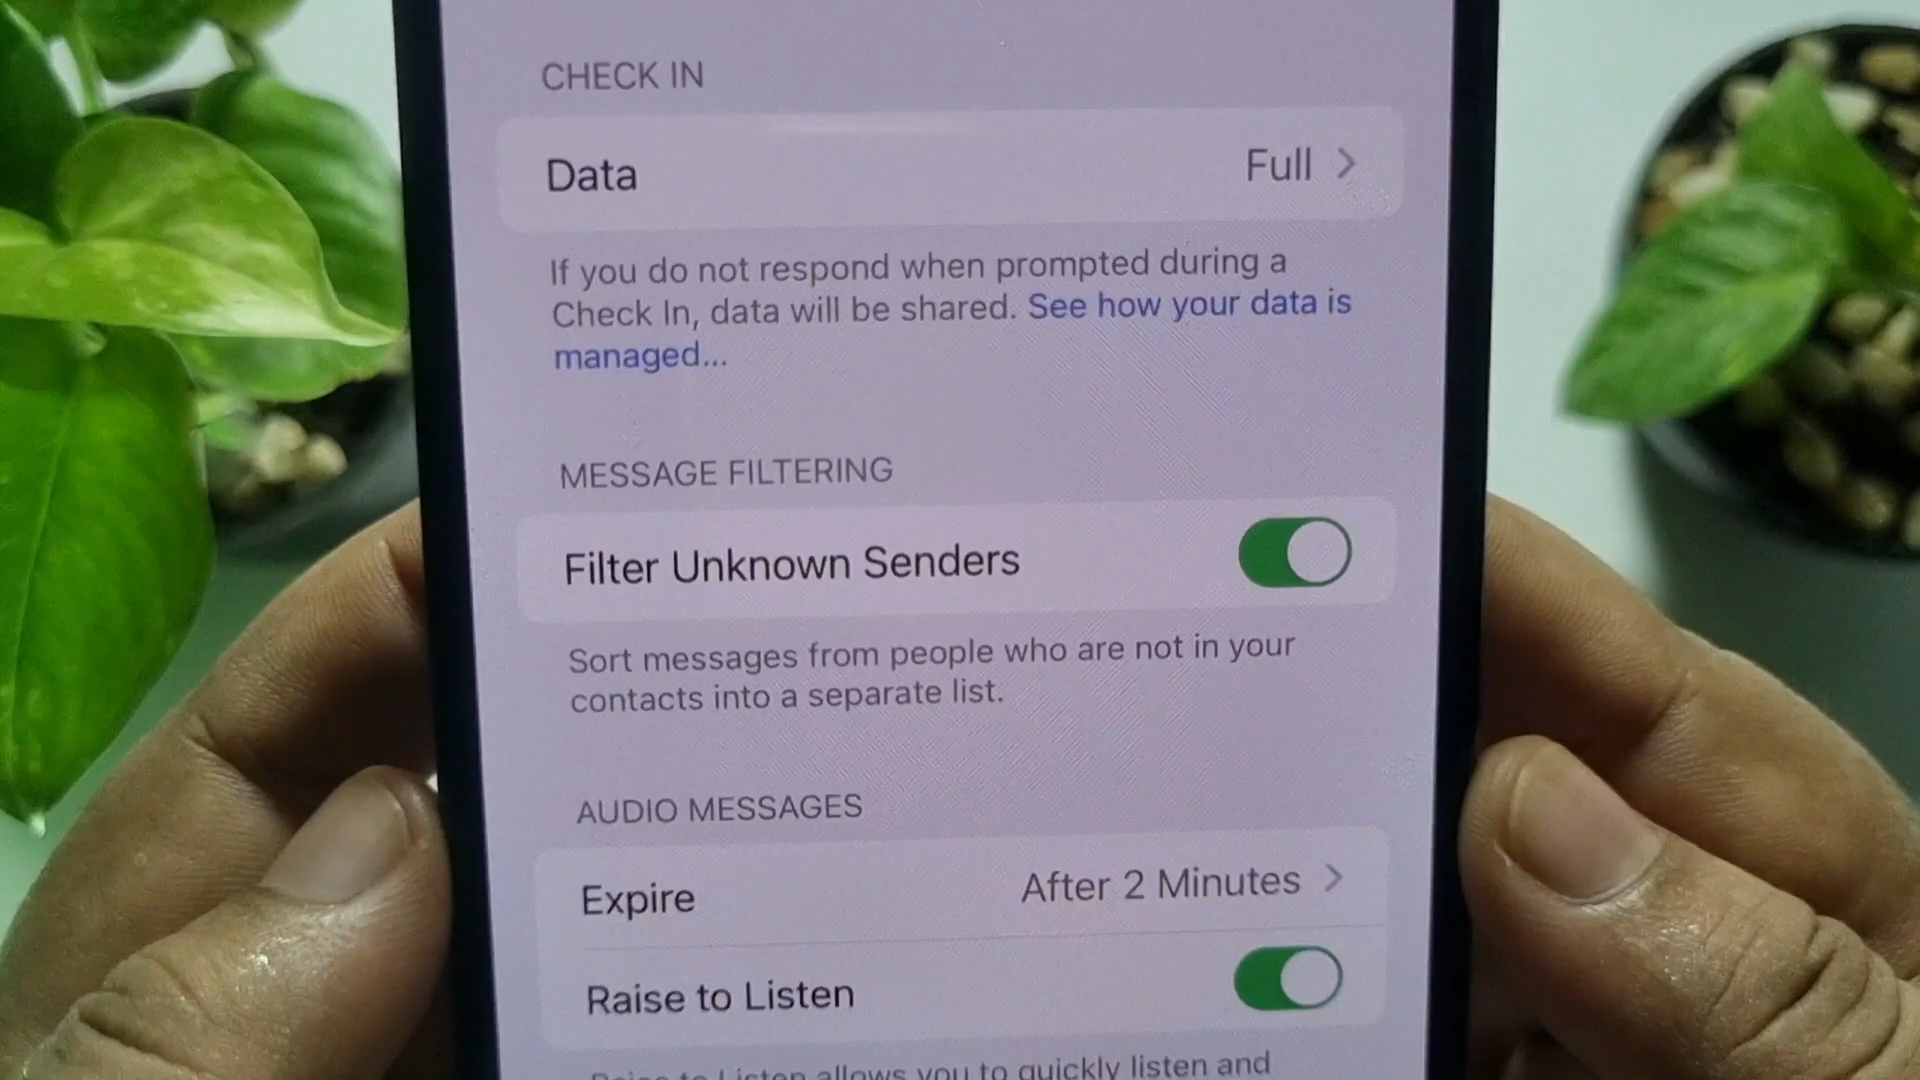 CHECK IN
Data
Full
If you do not respond when prompted during a
Check In, data will be shared. See how your data is
managed...
MESSAGE FILTERING
Filter Unknown Senders
Sort messages from people who are not in your
contacts into a separate list.
AUDIO MESSAGES
Expire
After 2 Minutes
Raise to Listen
Raise to Listen allows you to quickly listen and